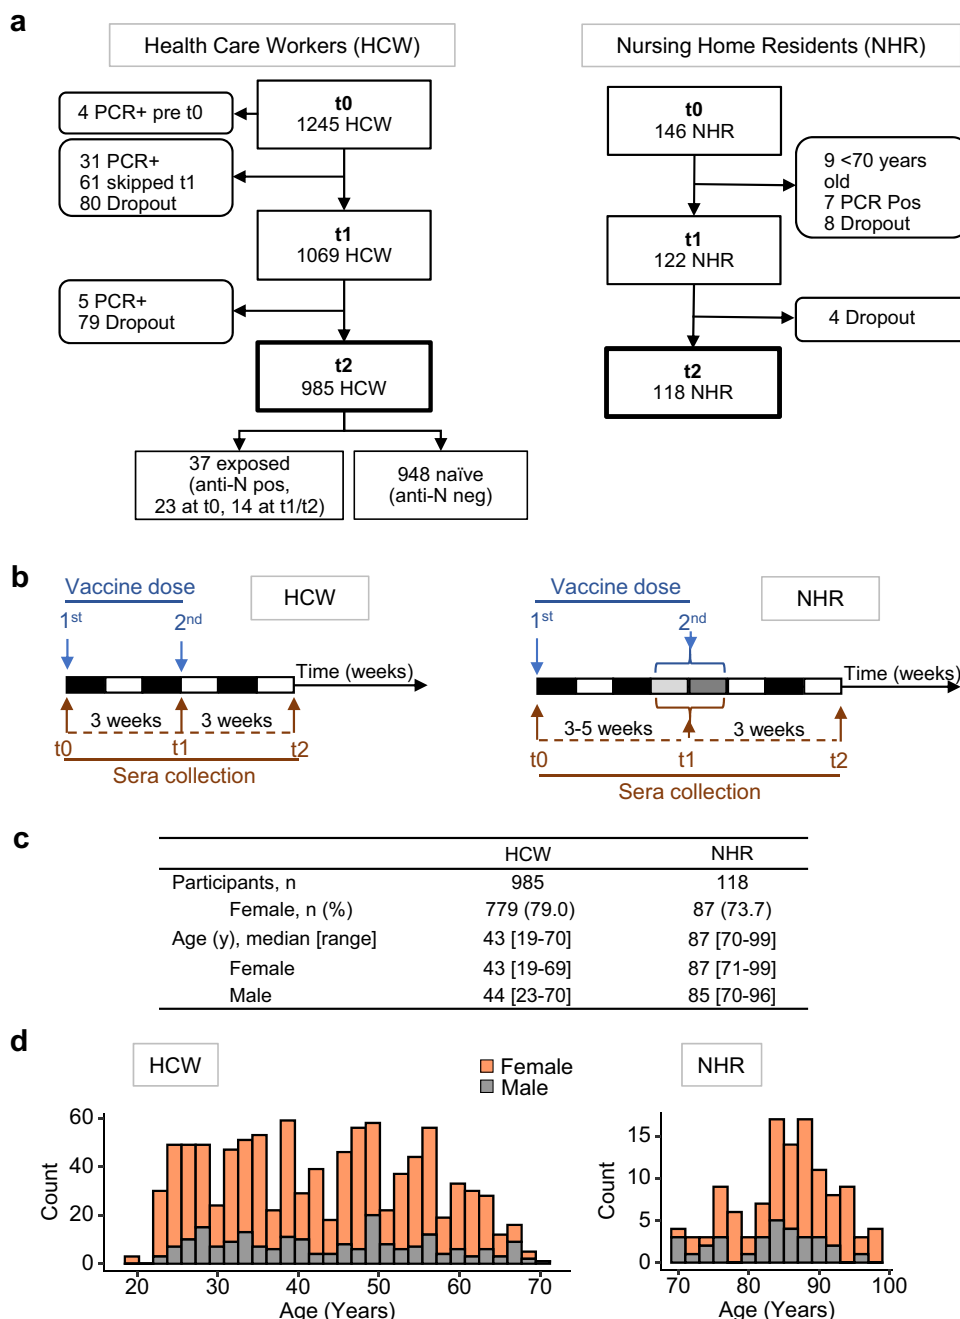 a
Health Care Workers (HCW)
Nursing Home Residents (NHR)
t0
1245 HCW
4 PCR+ pre t0
31 PCR+
61 skipped t1
80 Dropout
t1
1069 HCW
5 PCR+
79 Dropout
t2
985 HCW
37 exposed
(anti-N pos,
23 at t0, 14 at t1/t2)
948 naïve
(anti-N neg)
t0
146 NHR
9 <70 years
old
7 PCR Pos
8 Dropout
t1
122 NHR
4 Dropout
t2
118 NHR
b
Vaccine dose
HCW
1st
2nd
Time (weeks)
3 weeks
3 weeks
t0
t1
t2
Sera collection
Vaccine dose
NHR
1st
2nd
Time (weeks)
3-5 weeks
3 weeks
t0
t1
t2
Sera collection
c
HCW NHR
Participants, n 985 118
Female, n (%) 779 (79.0) 87 (73.7)
Age (y), median [range] 43 [19-70] 87 [70-99]
Female 43 [19-69] 87 [71-99]
Male 44 [23-70] 85 [70-96]
d
HCW
Female
Male
NHR
60
40
20
0
Count
20 30 40 50 60 70
Age (Years)
15
10
5
0
Count
70 80 90 100
Age (Years)